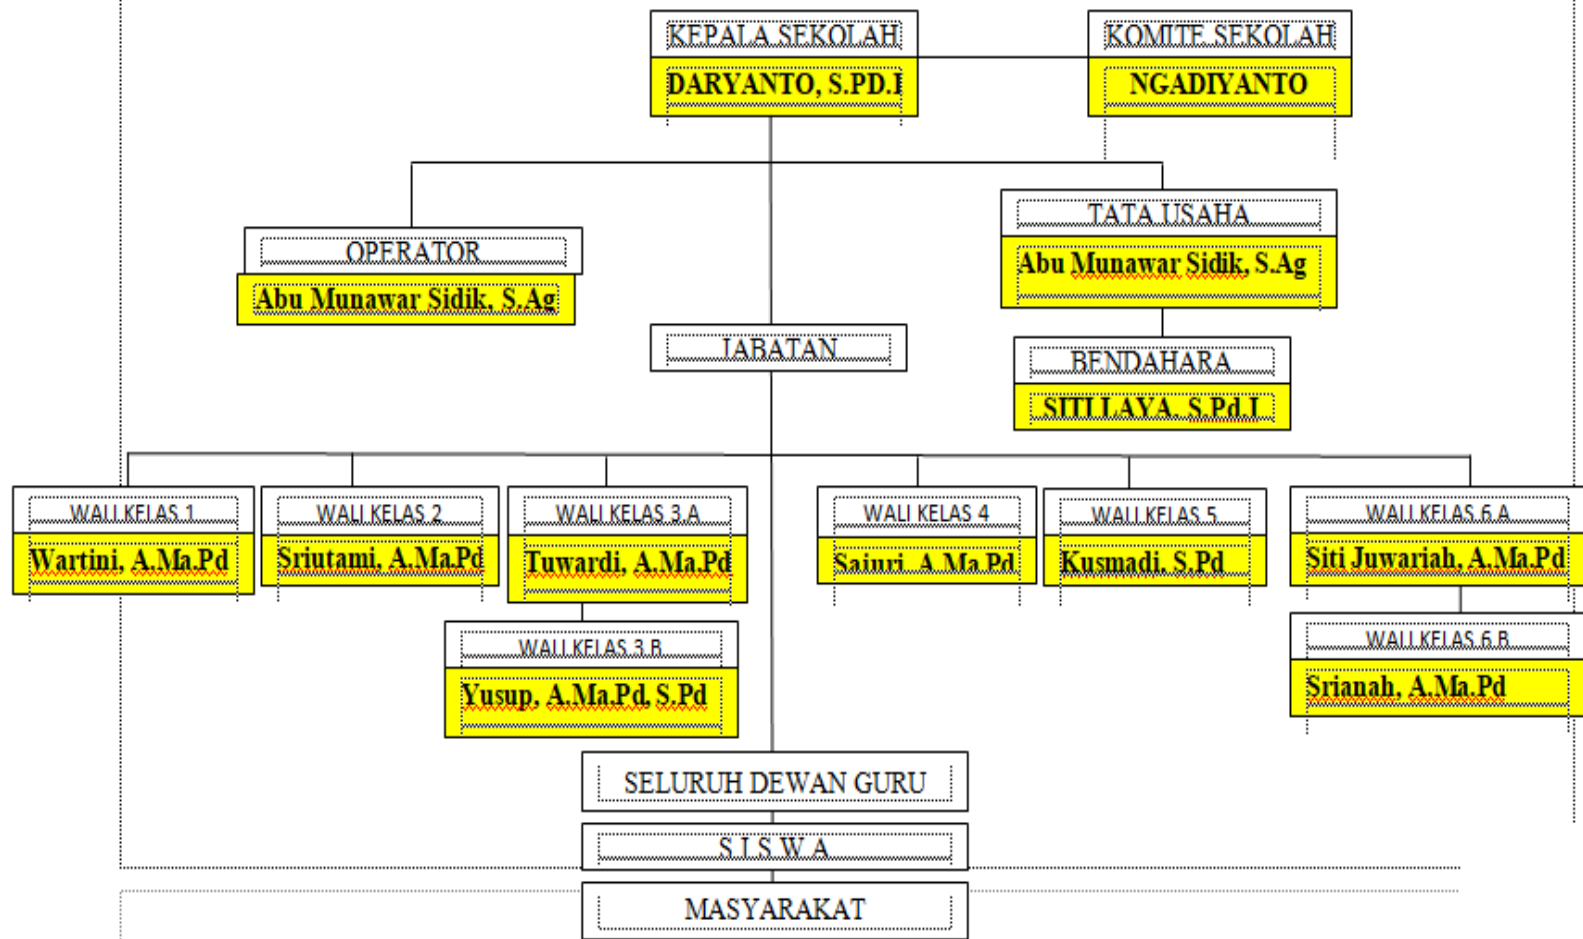 KEPALA SEKOLAH
DARYANTO, S.PD.I
KOMITE SEKOLAH
NGADIYANTO
OPERATOR
Abu Munawar Sidik, S.Ag
TATA USAHA
Abu Munawar Sidik, S.Ag
JABATAN
BENDAHARA
SITI LAYA, S.Pd.I
WALI KELAS 1
Wartini, A.Ma.Pd
WALI KELAS 2
Sriutami, A.Ma.Pd
WALI KELAS 3.A
Tuwardi, A.Ma.Pd
WALI KELAS 4
Sajuri, A.Ma.Pd
WALI KELAS 5
Kusmadi, S.Pd
WALI KELAS 6.A
Siti Juwariah, A.Ma.Pd
WALI KELAS 3.B
Yusup, A.Ma.Pd, S.Pd
WALI KELAS 6.B
Srianah, A.Ma.Pd
SELURUH DEWAN GURU
S I S W A
MASYARAKAT